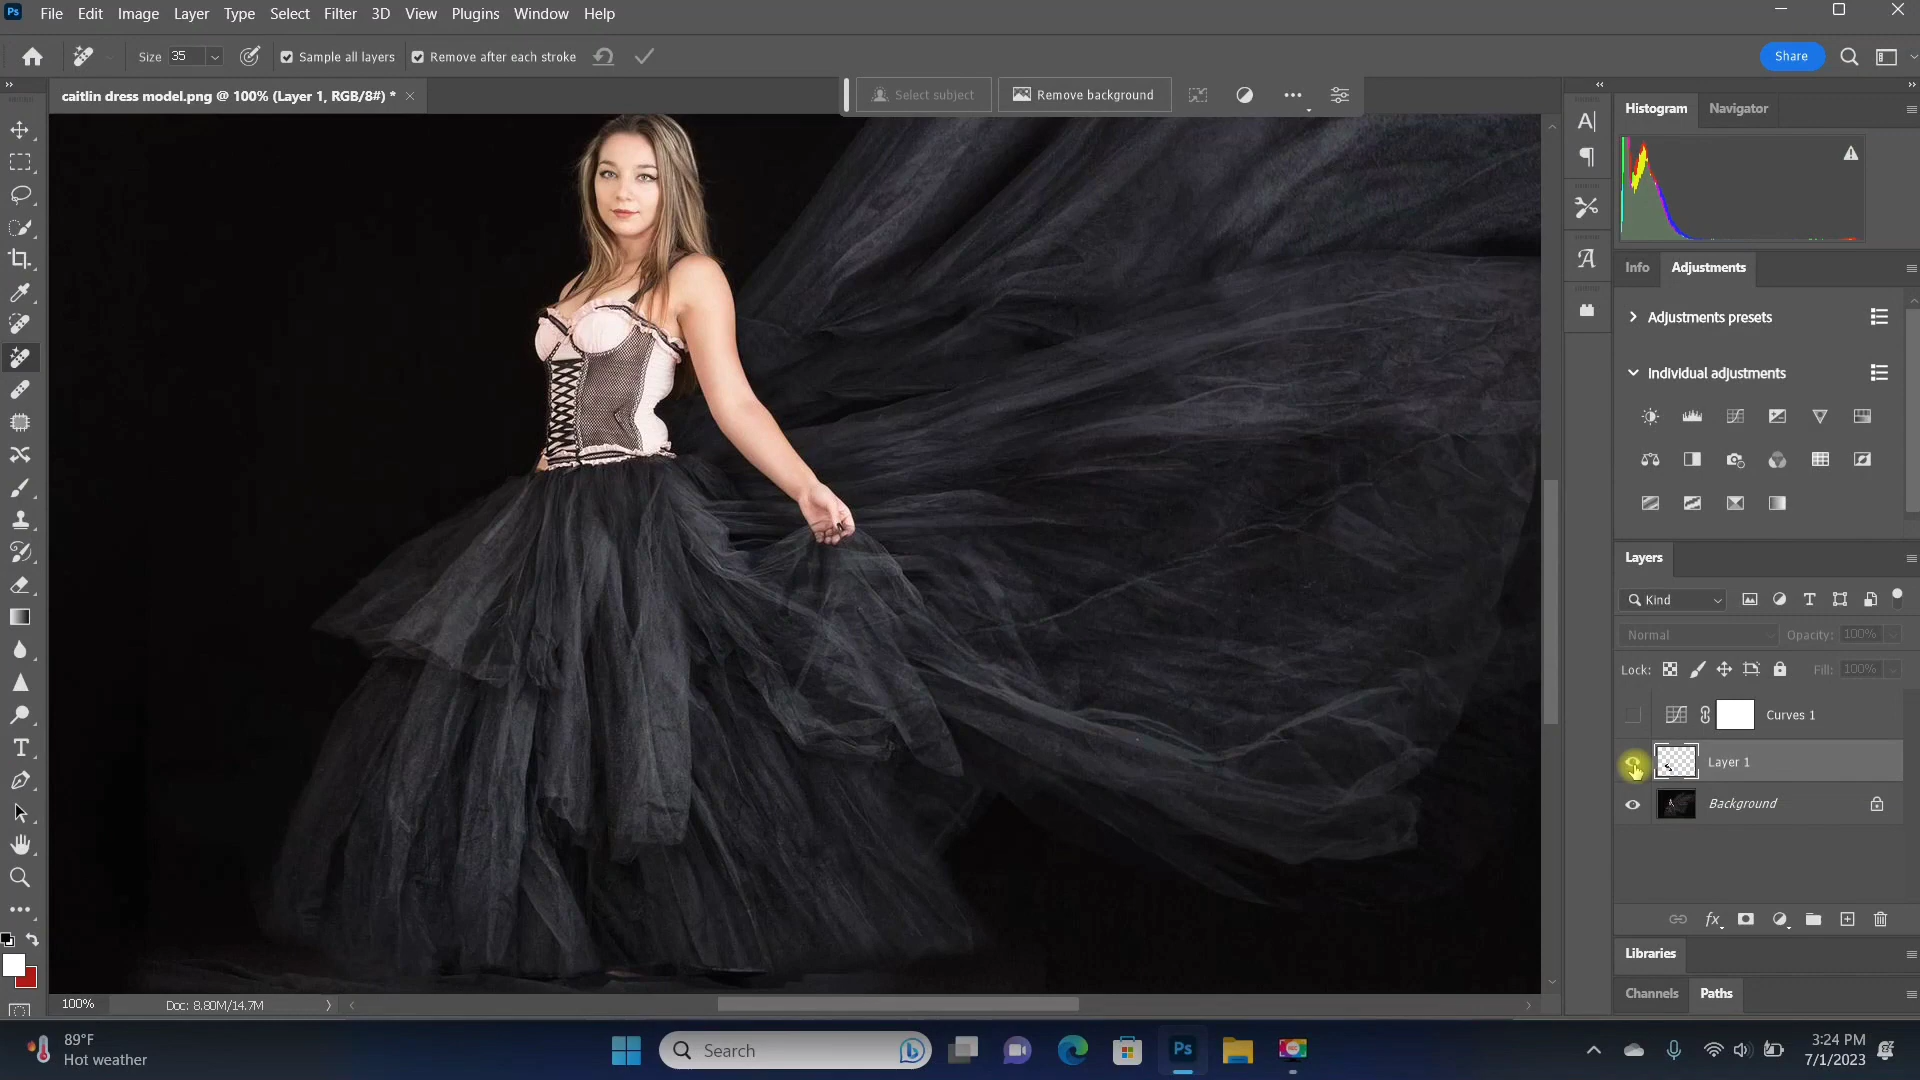 Ps File Edit Image Layer Type Select Filter 3D View Plugins Window Help
Size 35 Sample all layers Remove after each stroke Share
caitlin dress model.png @ 100% (Layer 1, RGB/8#) *
Select subject Remove background
Histogram Navigator
Info Adjustments
Adjustments presets
Individual adjustments
Layers
Kind
Normal Opacity: 100%
Lock: Fill: 100%
Curves 1
Layer 1
Background
Libraries
Channels Paths
100% Doc: 8.80M/14.7M
89°F
Hot weather
Search
Ps
3:24 PM
7/1/2023